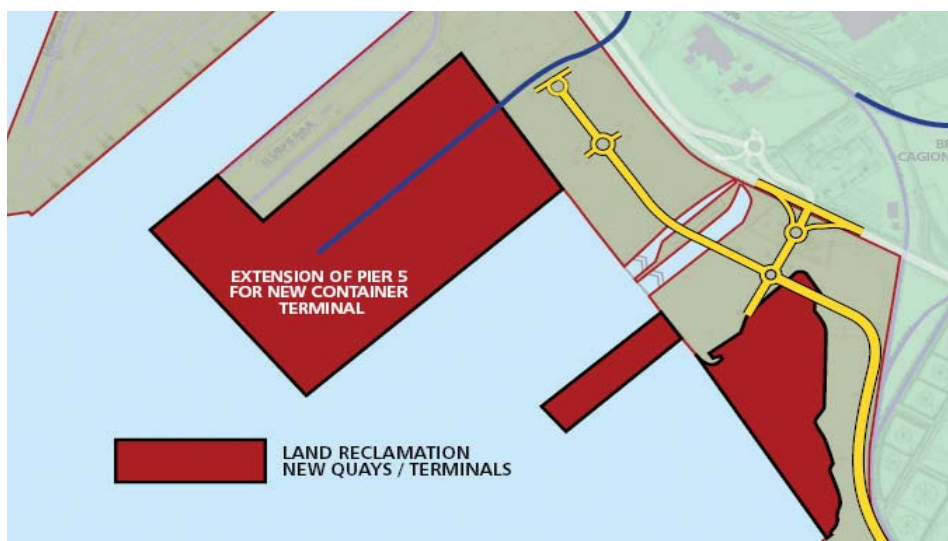 EXTENSION OF PIER 5
FOR NEW CONTAINER
TERMINAL
LAND RECLAMATION
NEW QUAYS / TERMINALS